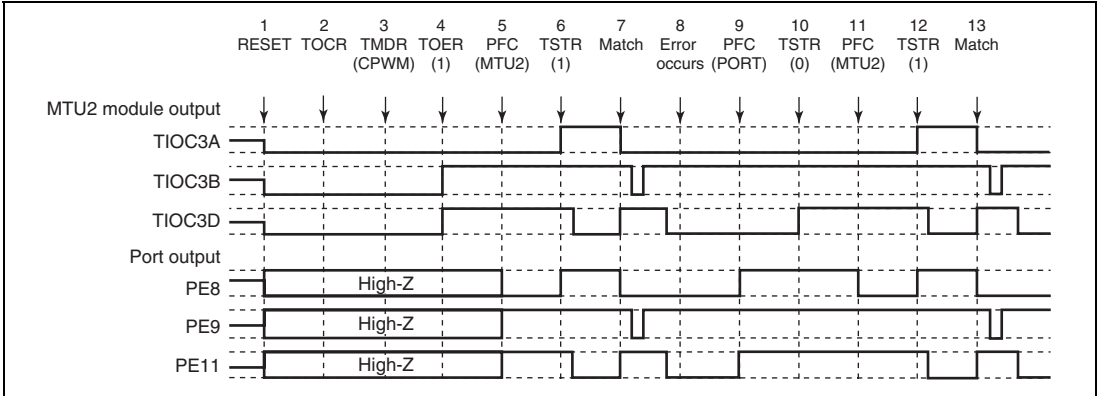 1 2 3 4 5 6 7 8 9 10 11 12 13
RESET TOCR TMDR TOER PFC TSTR Match Error PFC TSTR PFC TSTR Match
(CPWM) (1) (MTU2) (1) occurs (PORT) (0) (MTU2) (1)
MTU2 module output
TIOC3A
TIOC3B
TIOC3D
Port output
PE8 High-Z
PE9 High-Z
PE11 High-Z